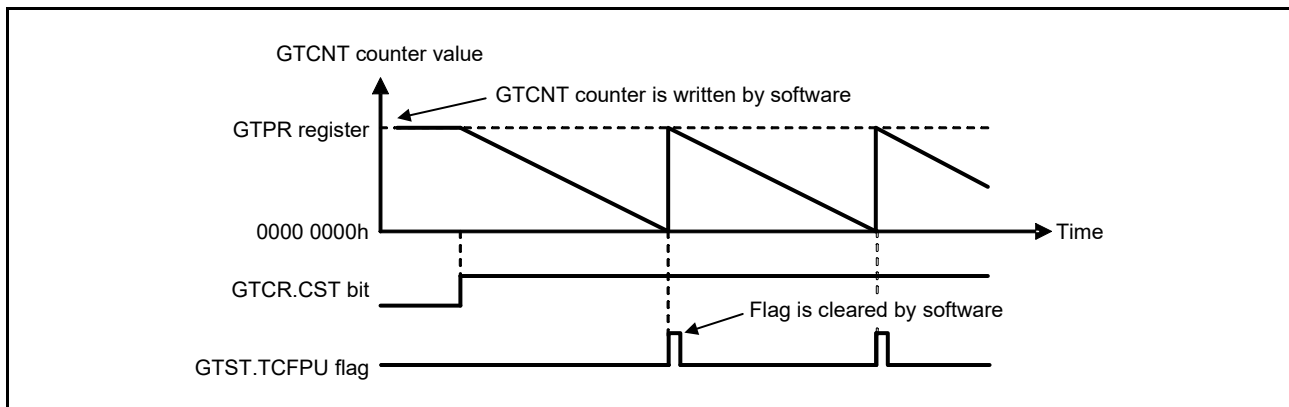 GTCNT counter value
GTCNT counter is written by software
GTPR register
0000 0000h
Time
GTCR.CST bit
Flag is cleared by software
GTST.TCFPU flag